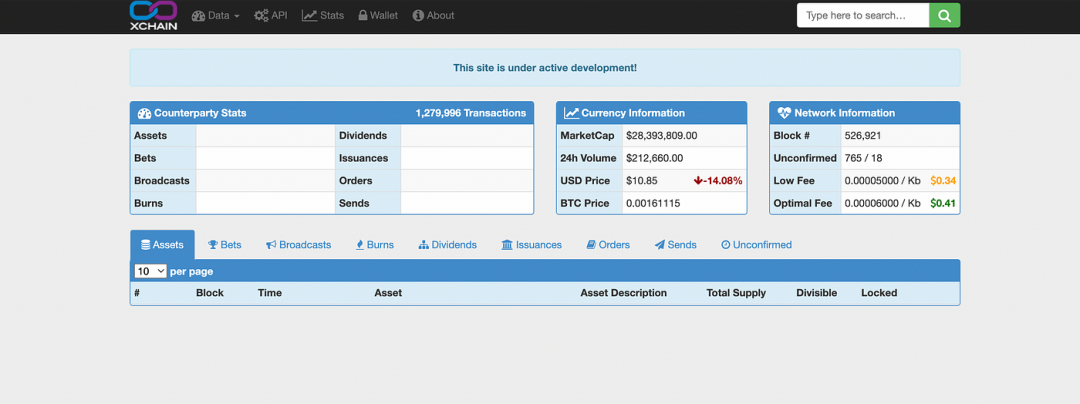 XCHAIN
Data API Stats Wallet About
Type here to search...
This site is under active development!
Counterparty Stats 1,279,996 Transactions
Assets Dividends
Bets Issuances
Broadcasts Orders
Burns Sends
Currency Information
MarketCap $28,393,809.00
24h Volume $212,660.00
USD Price $10.85 -14.08%
BTC Price 0.00161115
Network Information
Block # 526,921
Unconfirmed 765 / 18
Low Fee 0.00005000 / Kb $0.34
Optimal Fee 0.00006000 / Kb $0.41
Assets Bets Broadcasts Burns Dividends Issuances Orders Sends Unconfirmed
10 per page
# Block Time Asset Asset Description Total Supply Divisible Locked